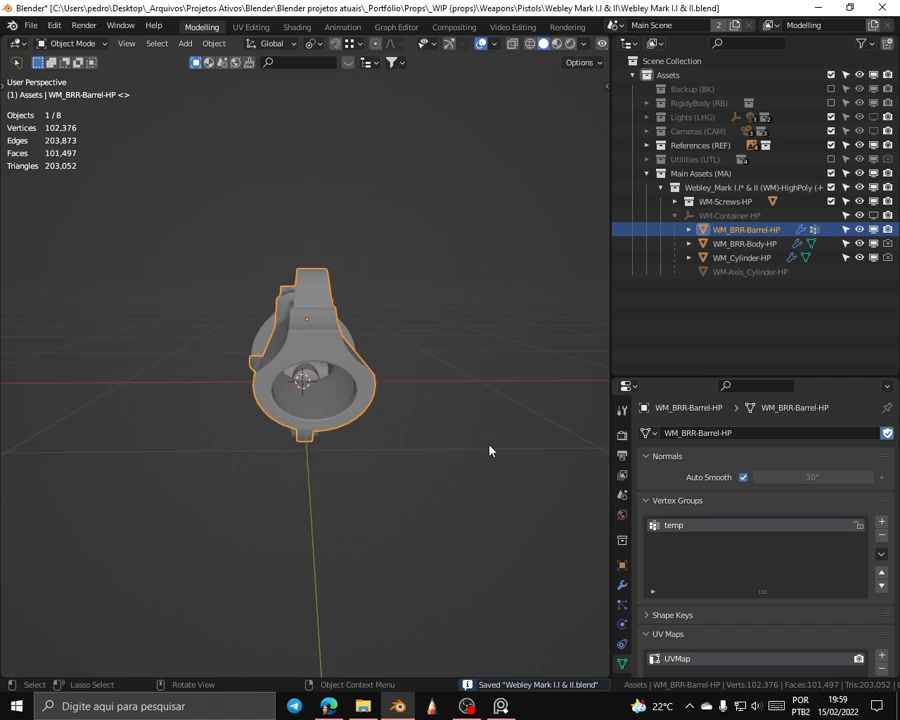 Blender* [C:\Users\pedro\Desktop\_Arquivos\Projetos Ativos\Blender\Blender projetos atuais\_Portfólio\Props\_WIP (props)\Weapons\Pistols\Webley Mark I.I & II\Webley Mark I.I & II.blend]
File Edit Render Window Help
Modelling UV Editing Shading Animation Graph Editor Compositing Video Editing Rendering
Main Scene 2 Modelling
Object Mode View Select Add Object Global
Options
User Perspective
(1) Assets | WM_BRR-Barrel-HP <>
Objects 1 / 8
Vertices 102,376
Edges 203,873
Faces 101,497
Triangles 203,052
Scene Collection
Assets
Backup (BK)
RigidBody (RB)
Lights (LHG) 3 2
Cameras (CAM) 3 3
References (REF)
Utilities (UTL) 4
Main Assets (MA)
Webley_Mark I.I* & II (WM)-HighPoly (-H
WM-Screws-HP
WM-Container-HP
WM_BRR-Barrel-HP
WM_BRR-Body-HP
WM_Cylinder-HP
WM-Axis_Cylinder-HP
WM_BRR-Barrel-HP > WM_BRR-Barrel-HP
WM_BRR-Barrel-HP
Normals
Auto Smooth 30°
Vertex Groups
temp
Shape Keys
UV Maps
UVMap
Select Lasso Select Rotate View Object Context Menu Saved "Webley Mark I.I & II.blend" Assets | WM_BRR-Barrel-HP | Verts:102,376 | Faces:101,497 | Tris:203,052 |
Digite aqui para pesquisar
22°C POR PTB2 19:59 15/02/2022